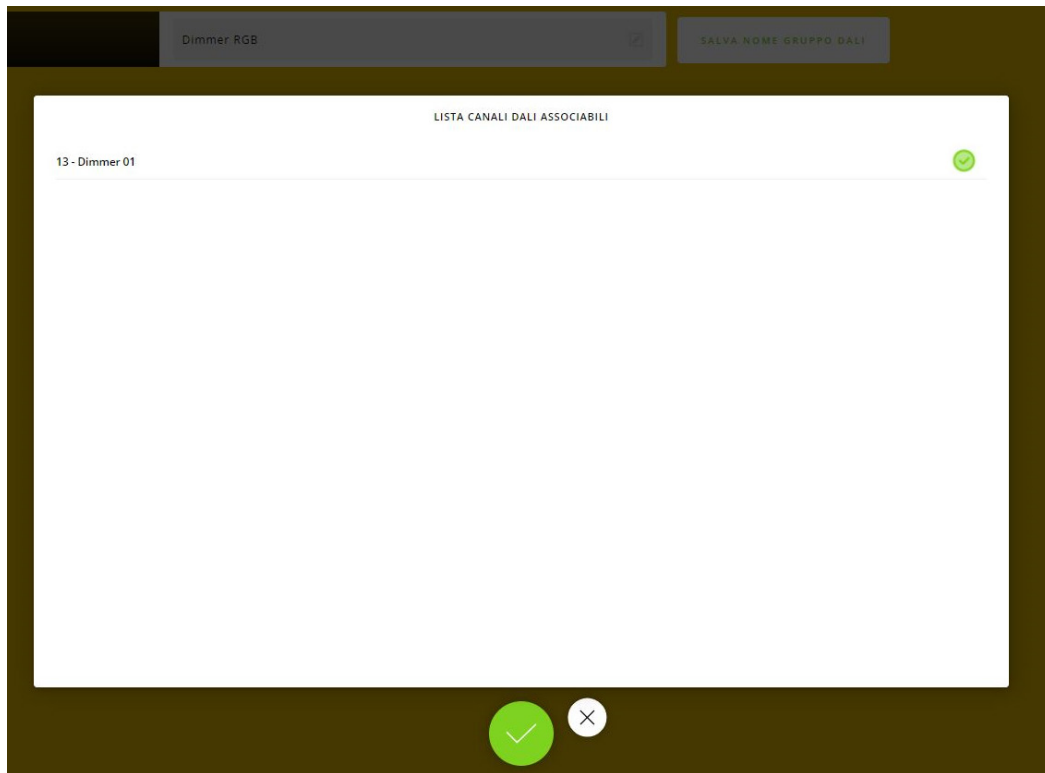 Dimmer RGB
SALVA NOME GRUPPO DALI
LISTA CANALI DALI ASSOCIABILI
13 - Dimmer 01